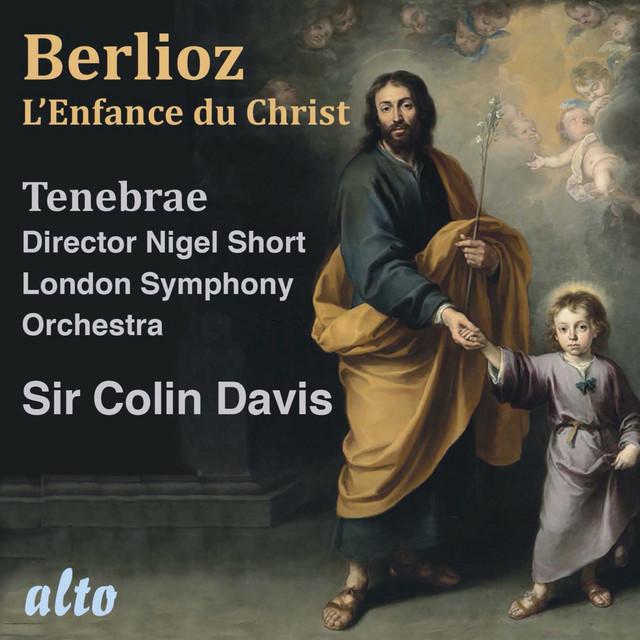 Berlioz
L’Enfance du Christ
Tenebrae
Director Nigel Short
London Symphony
Orchestra
Sir Colin Davis
alto